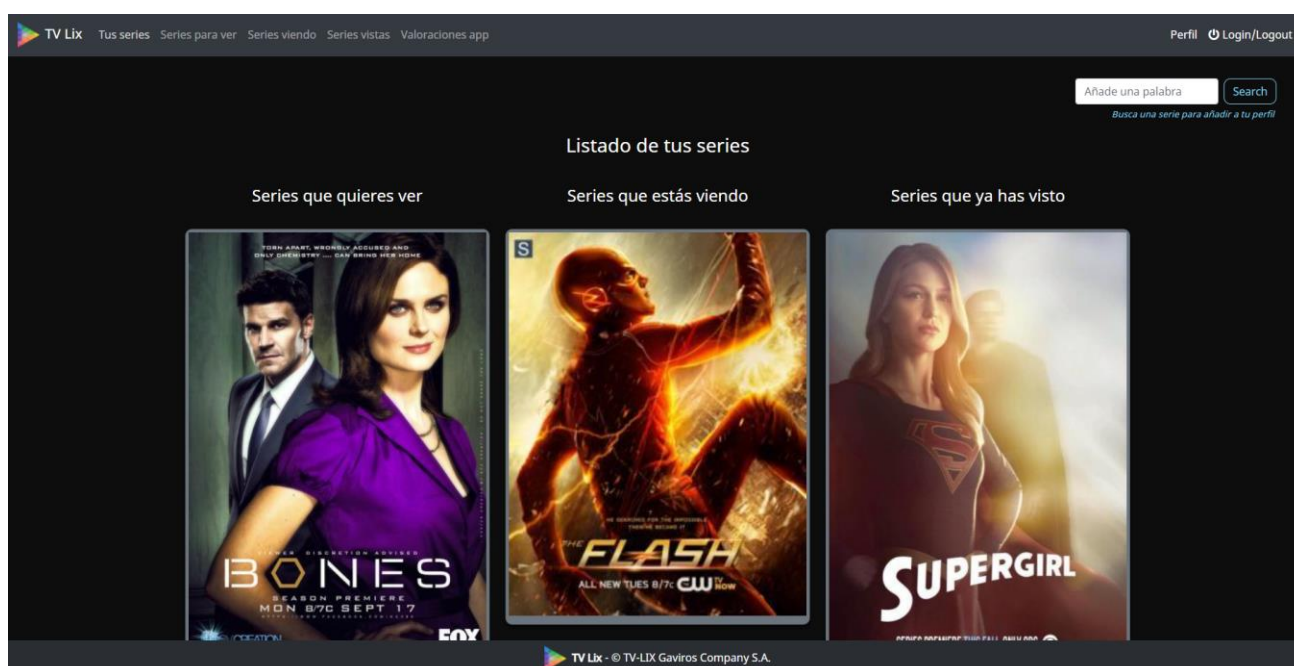 TV Lix Tus series Series para ver Series viendo Series vistas Valoraciones app Perfil Login/Logout
Añade una palabra Search
Busca una serie para añadir a tu perfil
Listado de tus series
Series que quieres ver Series que estás viendo Series que ya has visto
TORN APART, WRONGLY ACCUSED AND
ONLY CHEMISTRY .... CAN BRING HER HOME
BONES
SEASON PREMIERE
MON 8/7C SEPT 17
FOX
S
THE FLASH
ALL NEW TUES 8/7c CW TV NOW
SUPERGIRL
TV Lix - © TV-LIX Gaviros Company S.A.